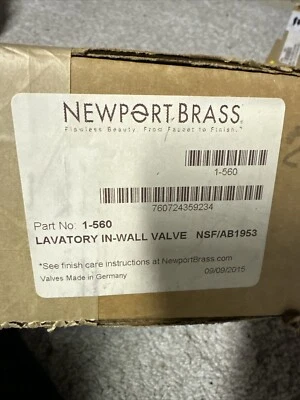 NEWPORT BRASS®
Flawless Beauty. From Faucet to Finish.™
1-560
760724359234
Part No: 1-560
LAVATORY IN-WALL VALVE NSF/AB1953
*See finish care instructions at NewportBrass.com
Valves Made in Germany
09/09/2015